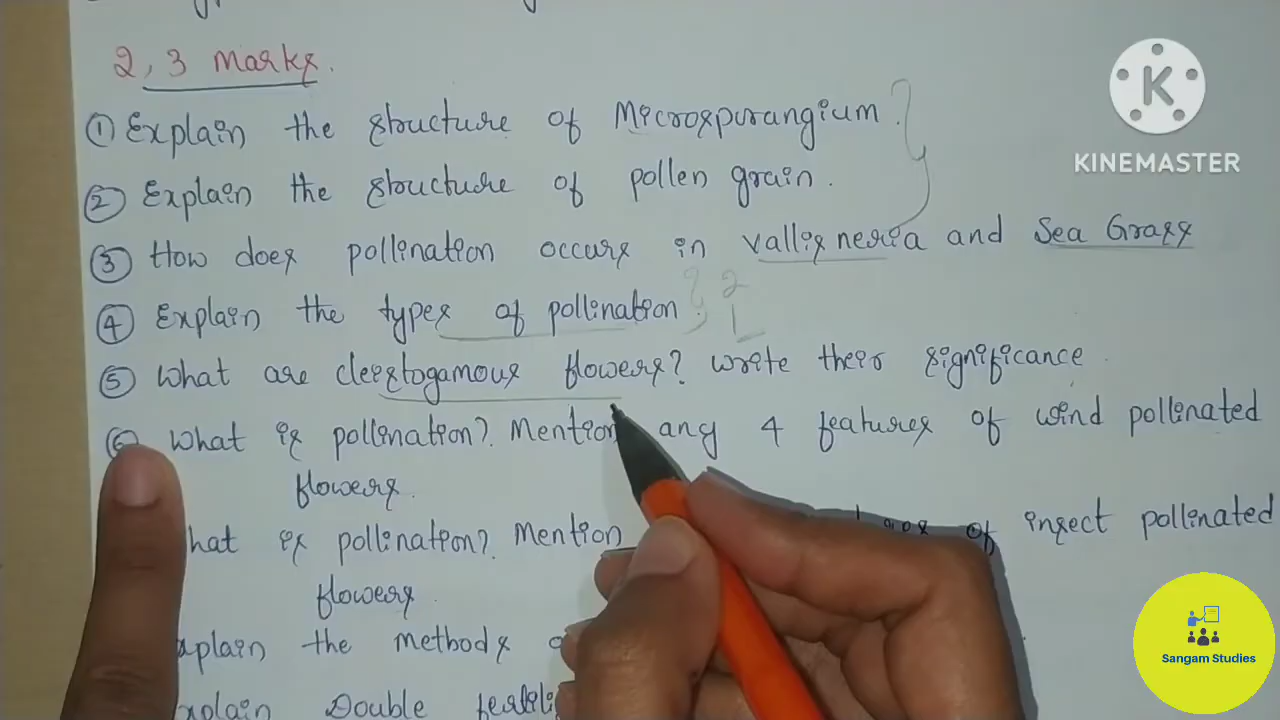 2, 3 Marks.
① Explain the structure of Microsporangium.
② Explain the structure of pollen grain.
③ How does pollination occurs in vallisneria and Sea Grass
④ Explain the types of pollination. 2
⑤ What are cleistogamous flowers? Write their significance.
⑥ What is pollination? Mention any 4 features of wind pollinated
flowers.
hat is pollination? Mention of insect pollinated
flowers.
xplain the methods
xplain Double
K
KINEMASTER
Sangam Studies